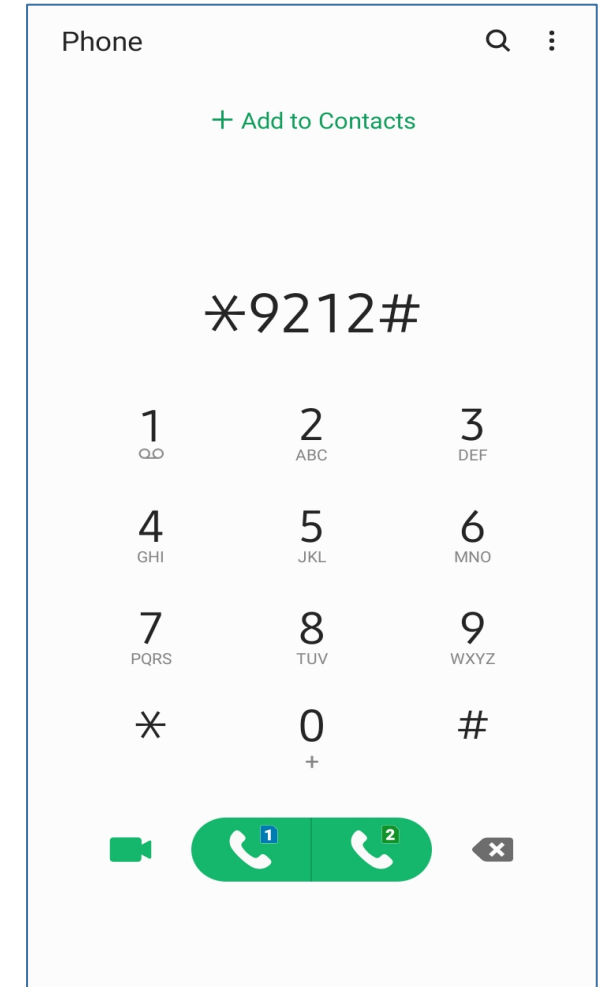 Phone
+ Add to Contacts
*9212#
1 2 3
ABC DEF
4 5 6
GHI JKL MNO
7 8 9
PQRS TUV WXYZ
* 0 #
+
1 2